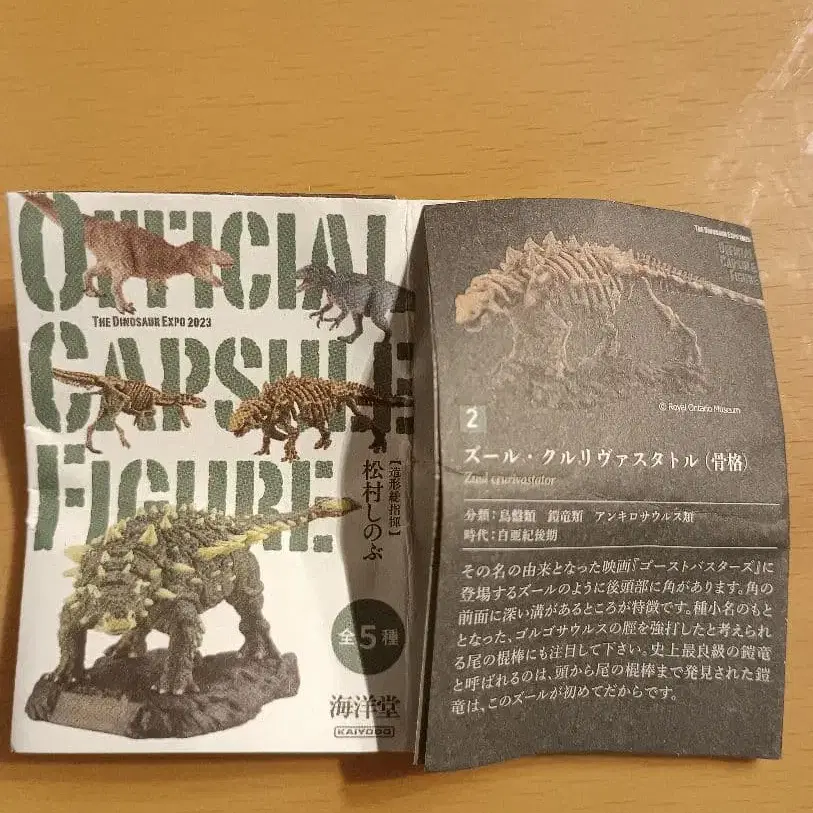 OFFICIAL
THE DINOSAUR EXPO 2023
CAPSULE
FIGURE
【造形総指揮】
松村しのぶ
全5種
海洋堂
KAIYODO
THE DINOSAUR EXPO 2023
OFFICIAL
CAPSULE
FIGURE
© Royal Ontario Museum
2
ズール・クルリヴァスタトル(骨格)
Zuul crurivastator
分類:鳥盤類 鎧竜類 アンキロサウルス類
時代:白亜紀後期
その名の由来となった映画『ゴーストバスターズ』に
登場するズールのように後頭部に角があります。角の
前面に深い溝があるところが特徴です。種小名のもと
となった、ゴルゴサウルスの脛を強打したと考えられ
る尾の棍棒にも注目して下さい。史上最良級の鎧竜
と呼ばれるのは、頭から尾の棍棒まで発見された鎧
竜は、このズールが初めてだからです。